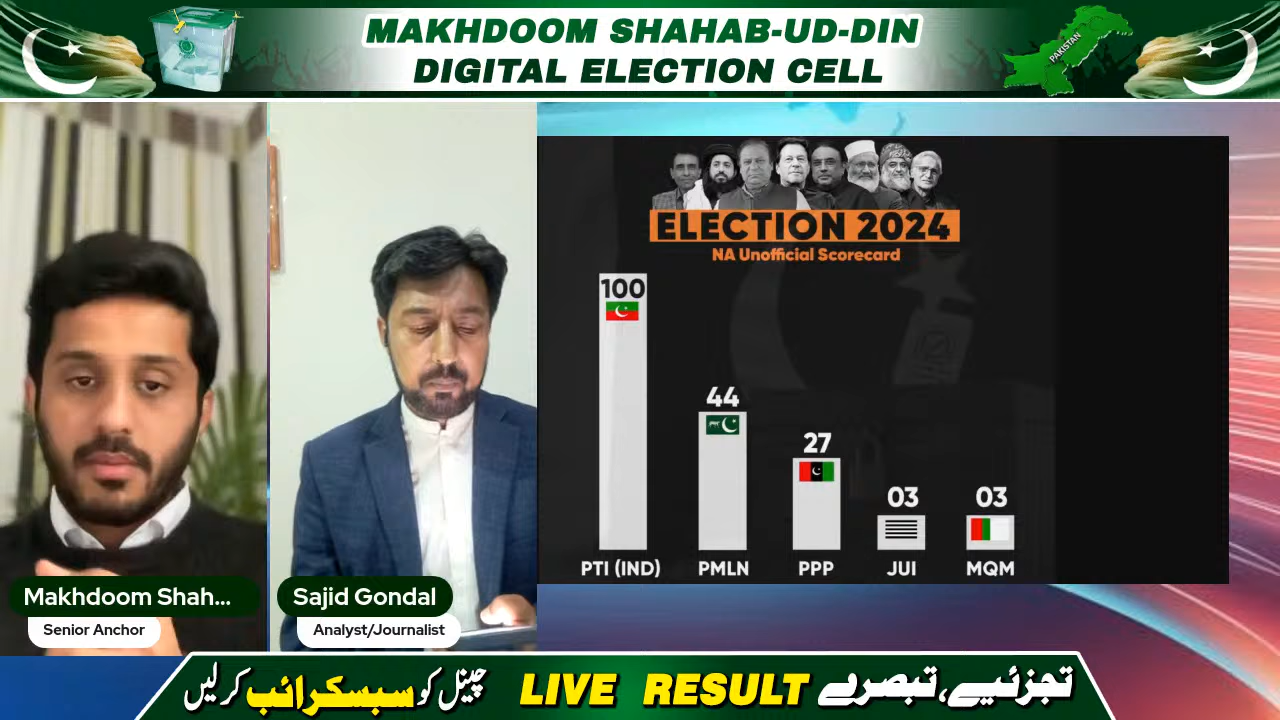 MAKHDOOM SHAHAB-UD-DIN
DIGITAL ELECTION CELL
PAKISTAN
ELECTION 2024
NA Unofficial Scorecard
100
44
27
03
03
PTI (IND)
PMLN
PPP
JUI
MQM
Makhdoom Shah...
Senior Anchor
Sajid Gondal
Analyst/Journalist
چینل کو سبسکرائب کر لیں
LIVE RESULT تجزئیے، تبصرے